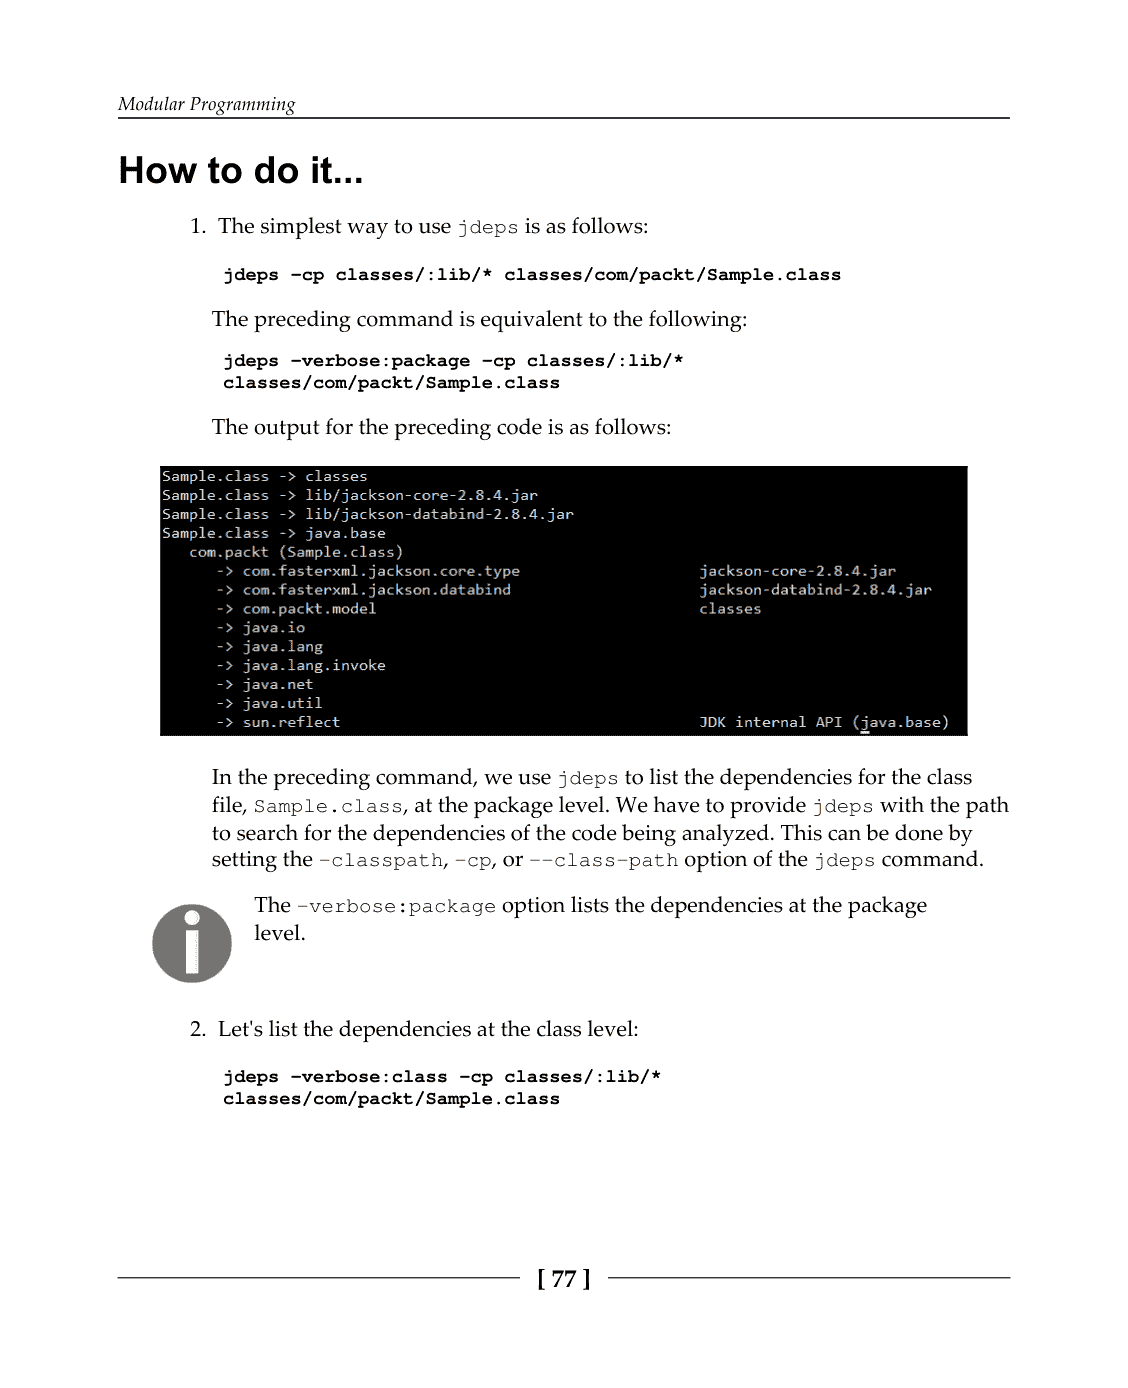 Modular Programming
How to do it...
1. The simplest way to use jdeps is as follows:
jdeps -cp classes/:lib/* classes/com/packt/Sample.class
The preceding command is equivalent to the following:
jdeps -verbose:package -cp classes/:lib/*
classes/com/packt/Sample.class
The output for the preceding code is as follows:
Sample.class -> classes
Sample.class -> lib/jackson-core-2.8.4.jar
Sample.class -> lib/jackson-databind-2.8.4.jar
Sample.class -> java.base
com.packt (Sample.class)
-> com.fasterxml.jackson.core.type jackson-core-2.8.4.jar
-> com.fasterxml.jackson.databind jackson-databind-2.8.4.jar
-> com.packt.model classes
-> java.io
-> java.lang
-> java.lang.invoke
-> java.net
-> java.util
-> sun.reflect JDK internal API (java.base)
In the preceding command, we use jdeps to list the dependencies for the class
file, Sample.class, at the package level. We have to provide jdeps with the path
to search for the dependencies of the code being analyzed. This can be done by
setting the -classpath, -cp, or --class-path option of the jdeps command.
The -verbose:package option lists the dependencies at the package
level.
2. Let's list the dependencies at the class level:
jdeps -verbose:class -cp classes/:lib/*
classes/com/packt/Sample.class
[ 77 ]